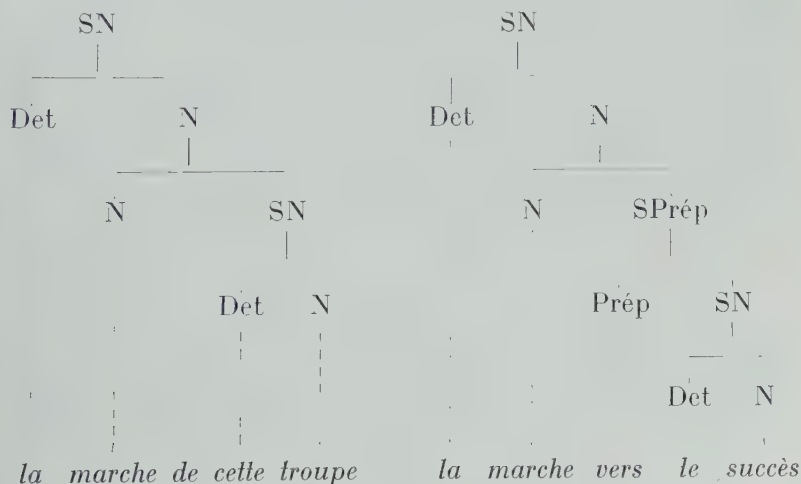 SN SN
Det N Det N
N SN N SPrép
Det N Prép SN
Det N
la marche de cette troupe la marche vers le succès